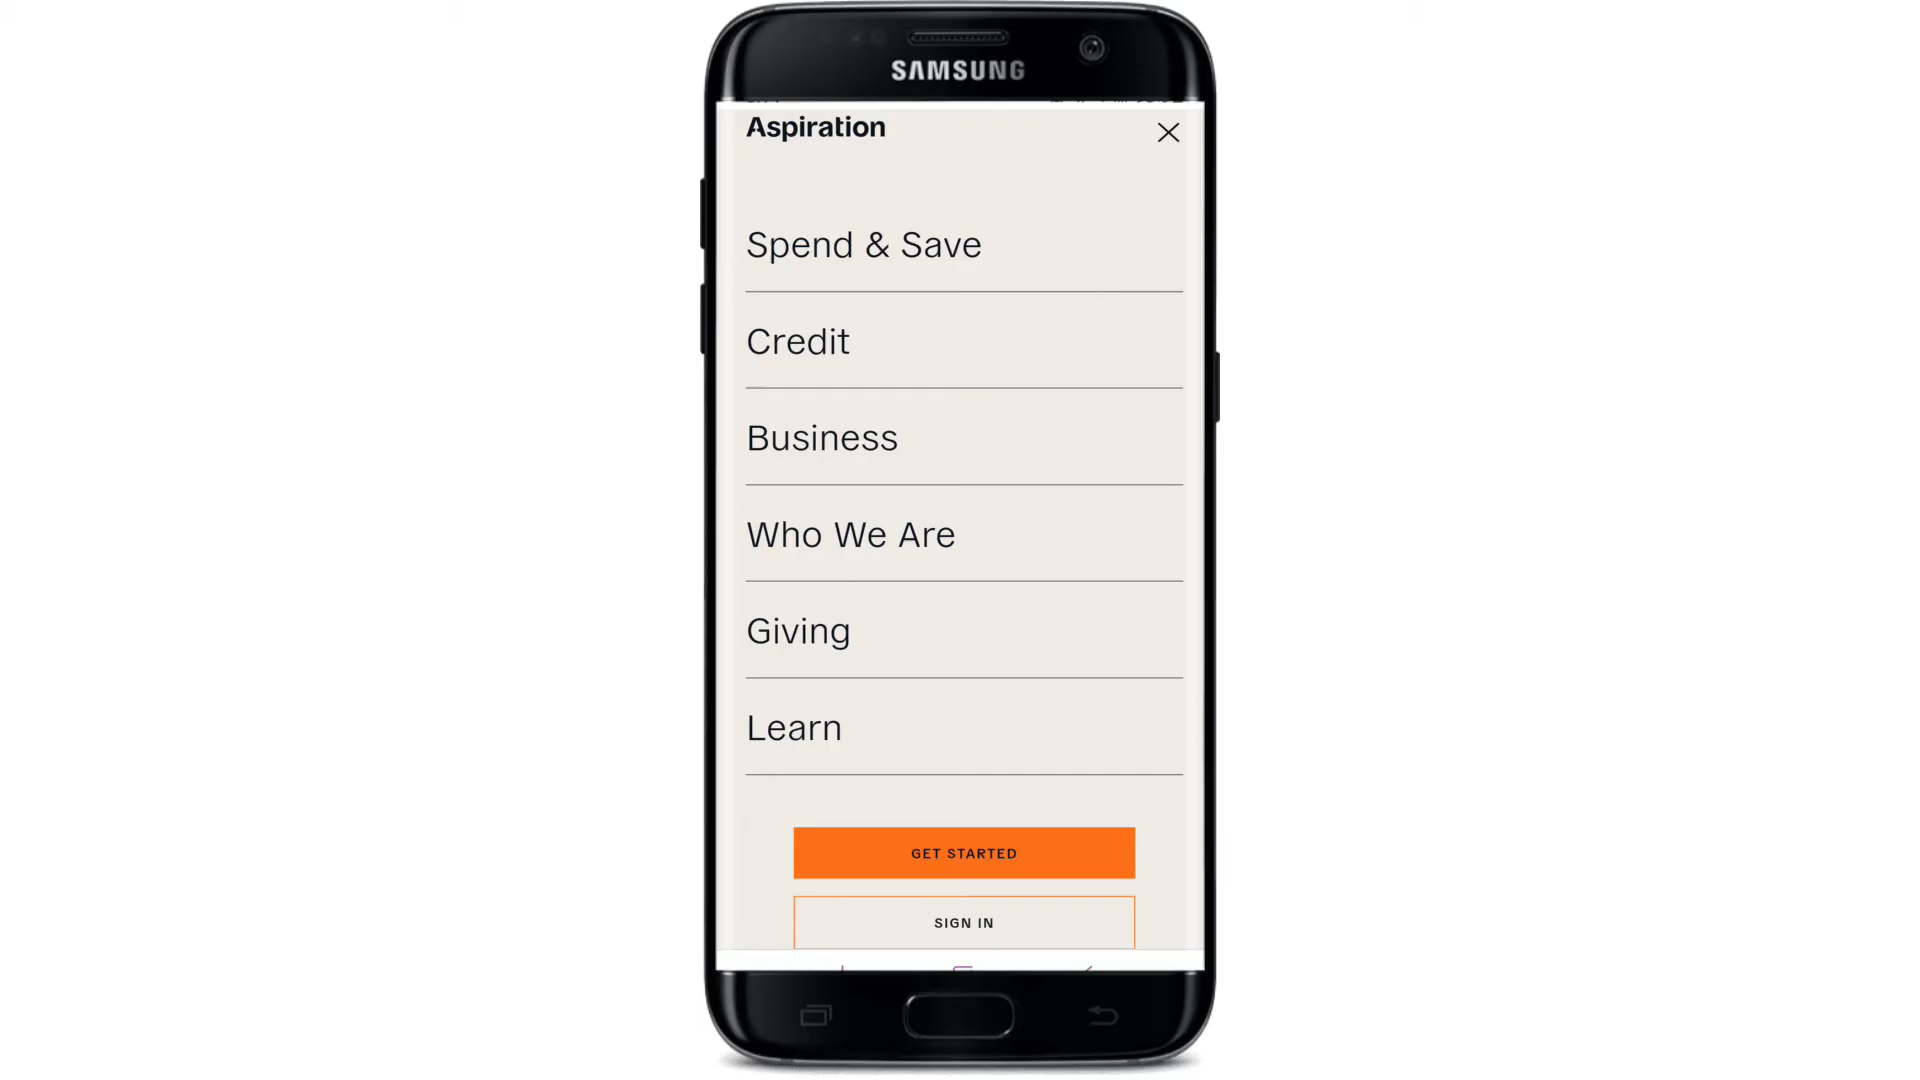 SAMSUNG
Aspiration
Spend & Save
Credit
Business
Who We Are
Giving
Learn
GET STARTED
SIGN IN